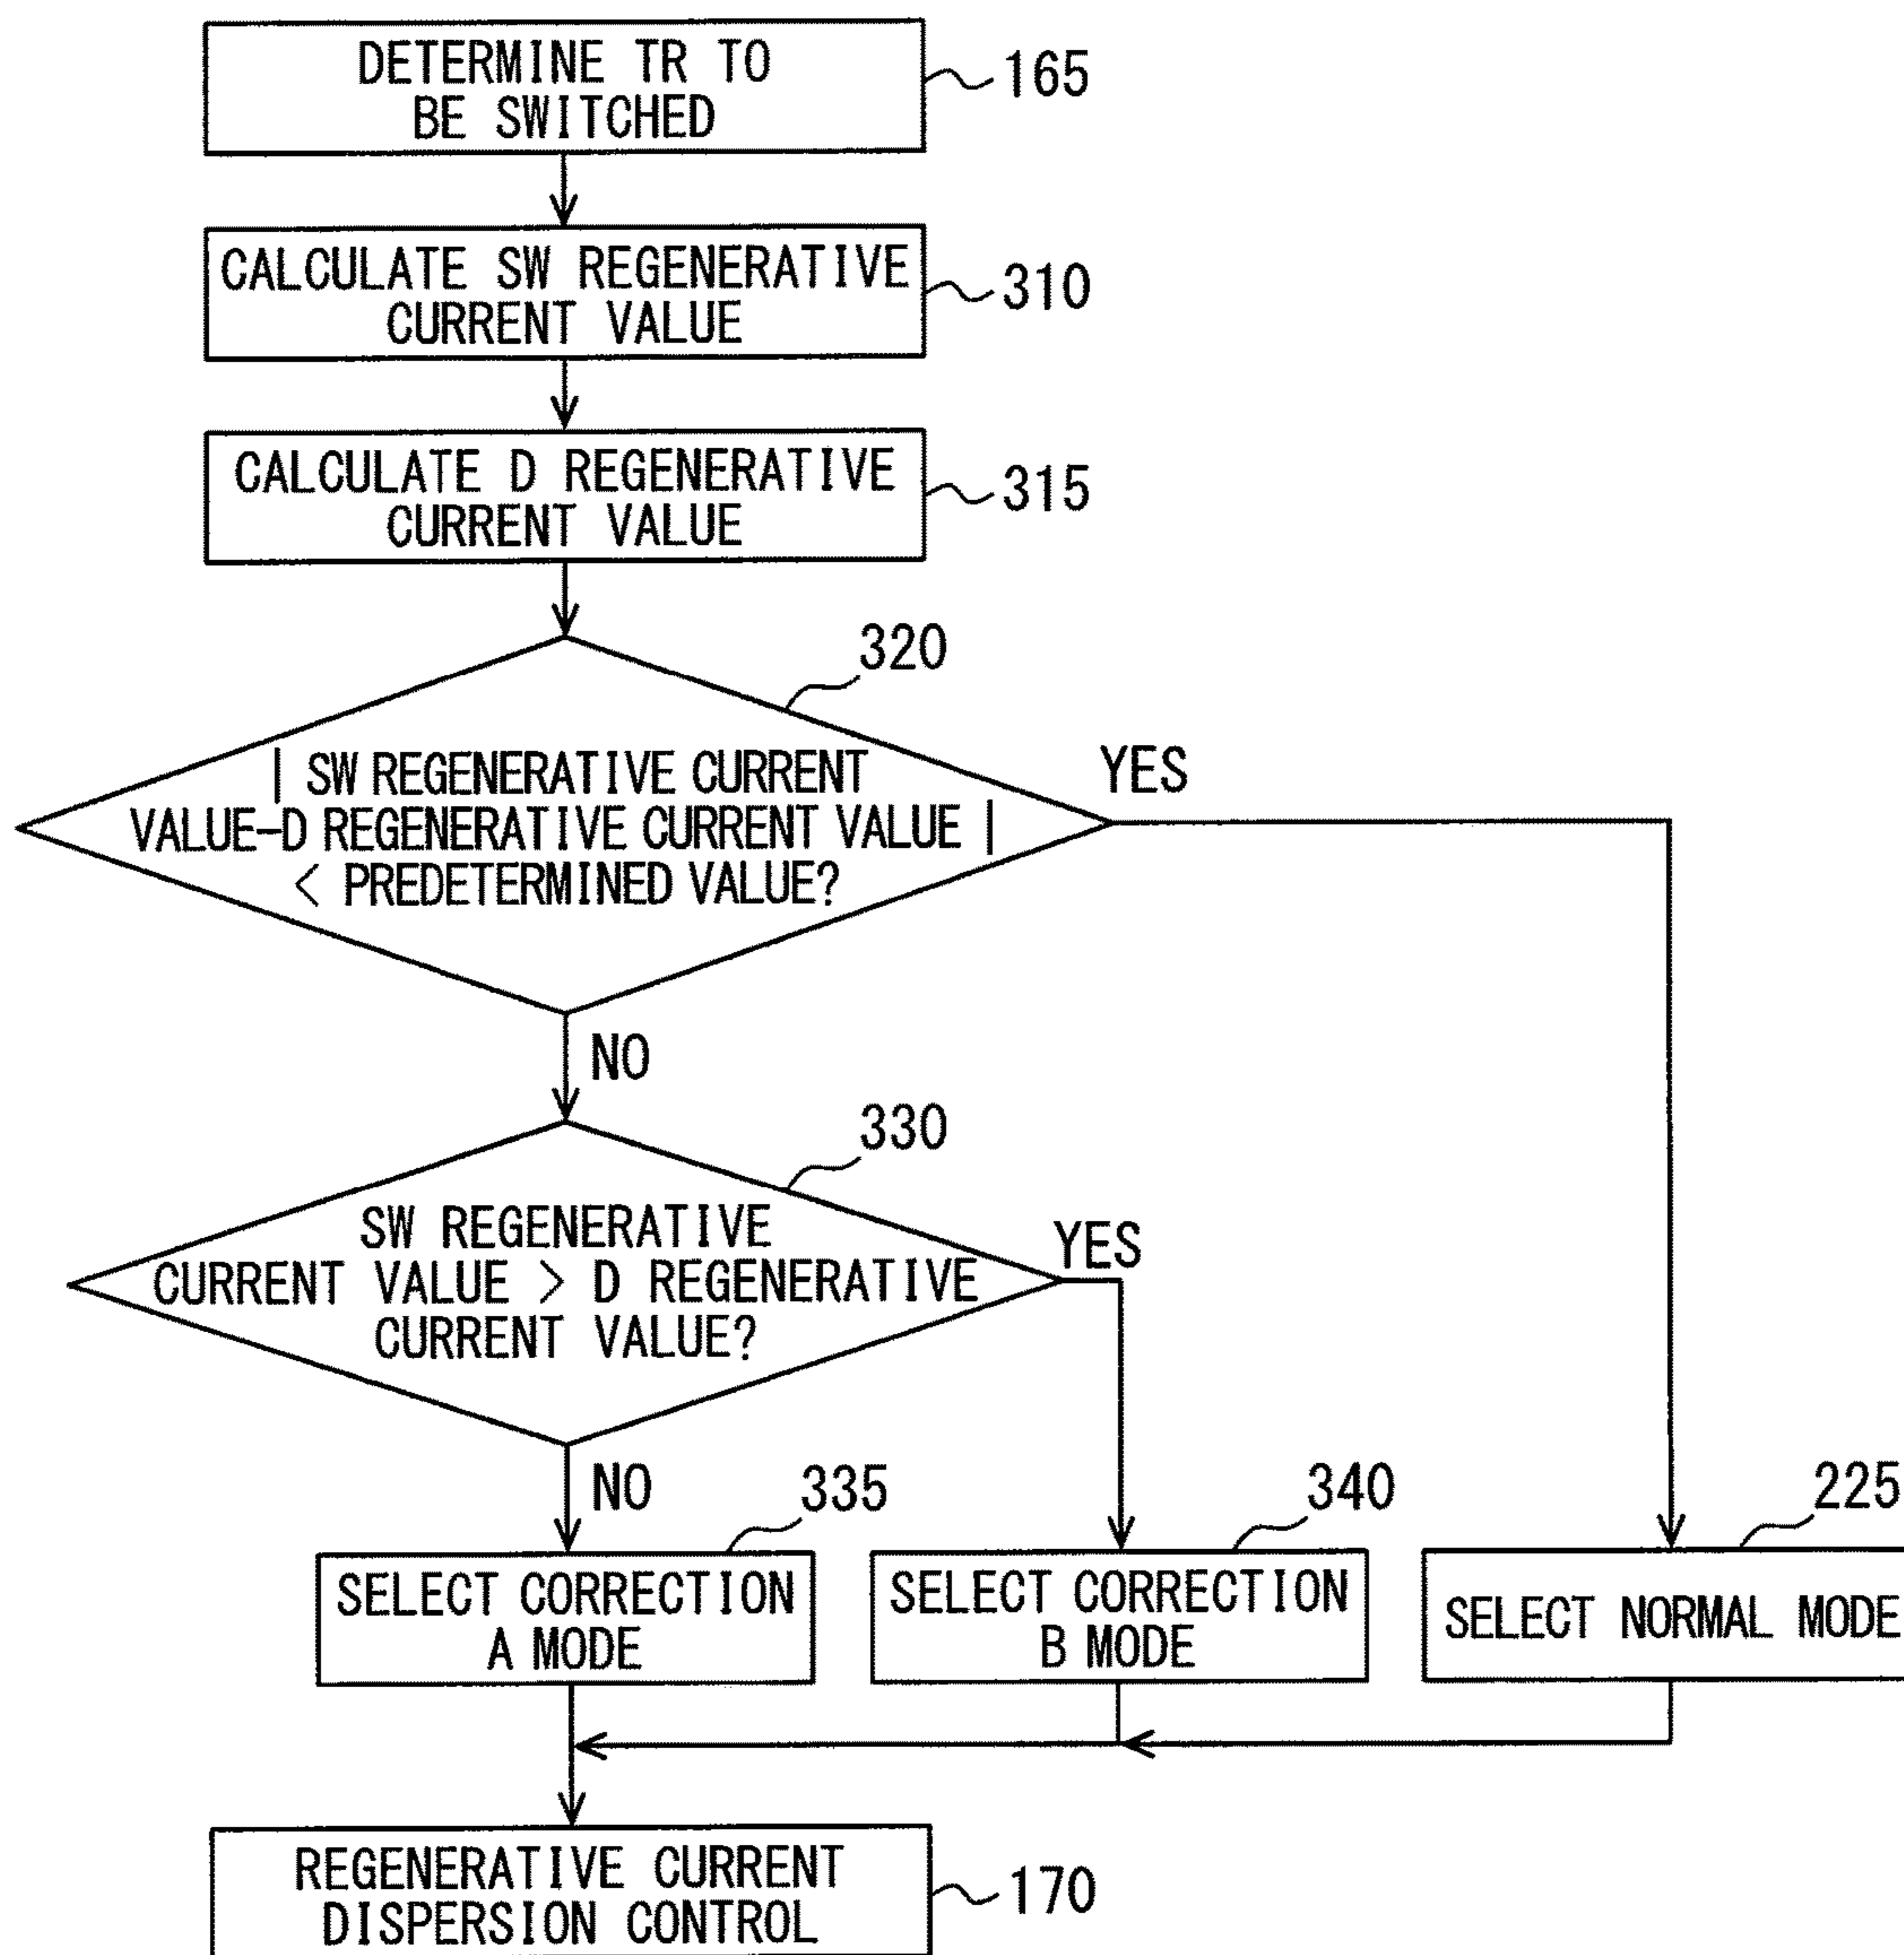 DETERMINE TR TO
BE SWITCHED
165
CALCULATE SW REGENERATIVE
CURRENT VALUE
310
CALCULATE D REGENERATIVE
CURRENT VALUE
315
320
| SW REGENERATIVE CURRENT
VALUE-D REGENERATIVE CURRENT VALUE |
< PREDETERMINED VALUE?
YES
NO
330
SW REGENERATIVE
CURRENT VALUE > D REGENERATIVE
CURRENT VALUE?
YES
NO
335
SELECT CORRECTION
A MODE
340
SELECT CORRECTION
B MODE
225
SELECT NORMAL MODE
REGENERATIVE CURRENT
DISPERSION CONTROL
170